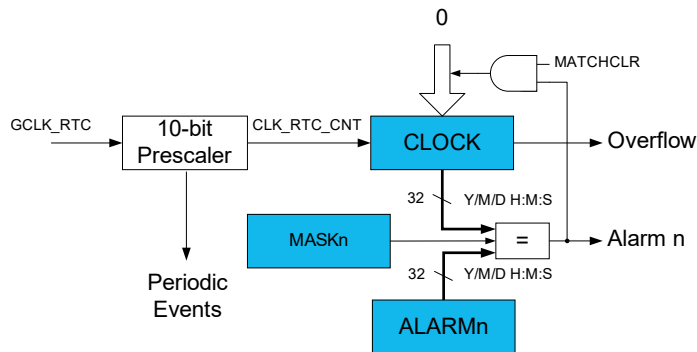 0
MATCHCLR
GCLK_RTC
10-bit
Prescaler
CLK_RTC_CNT
CLOCK
Overflow
32
Y/M/D H:M:S
MASKn
=
Alarm n
Periodic
Events
32
Y/M/D H:M:S
ALARMn